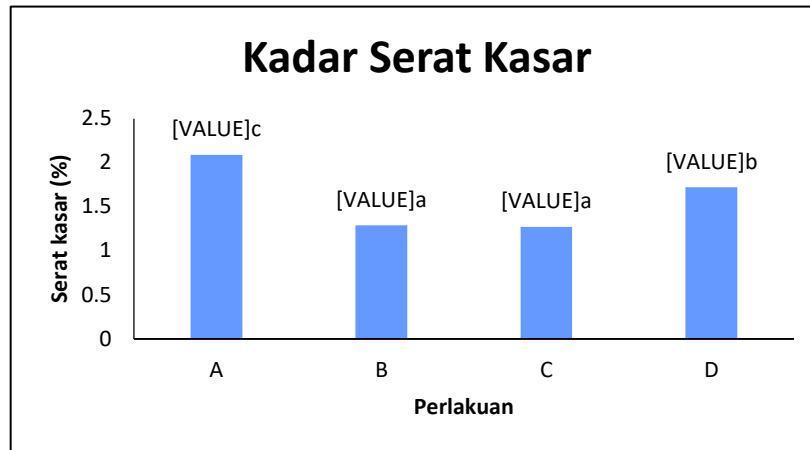 Kadar Serat Kasar
Serat kasar (%)
2.5
2
1.5
1
0.5
0
[VALUE]c
[VALUE]a
[VALUE]a
[VALUE]b
A
B
C
D
Perlakuan